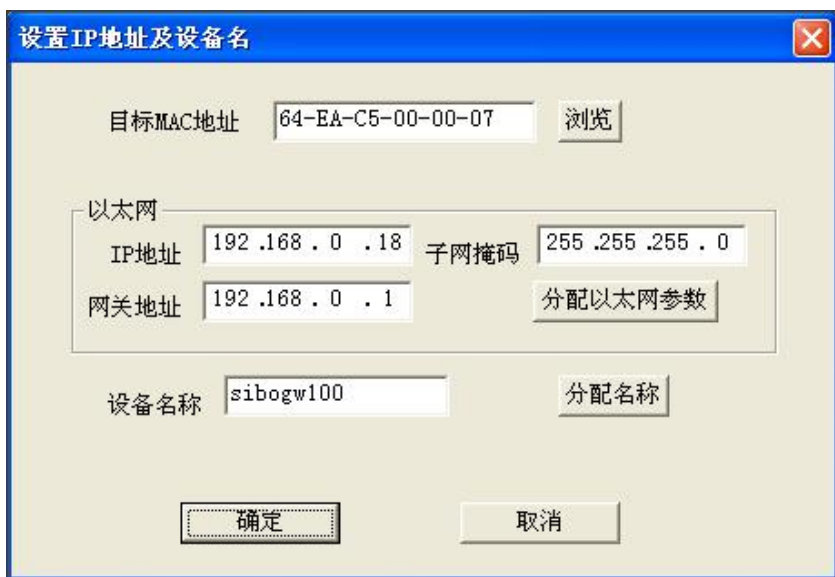 设置IP地址及设备名
目标MAC地址 64-EA-C5-00-00-07 浏览
以太网
IP地址 192 .168 . 0 .18 子网掩码 255 .255 .255 . 0
网关地址 192 .168 . 0 . 1 分配以太网参数
设备名称 sibogw100 分配名称
确定 取消